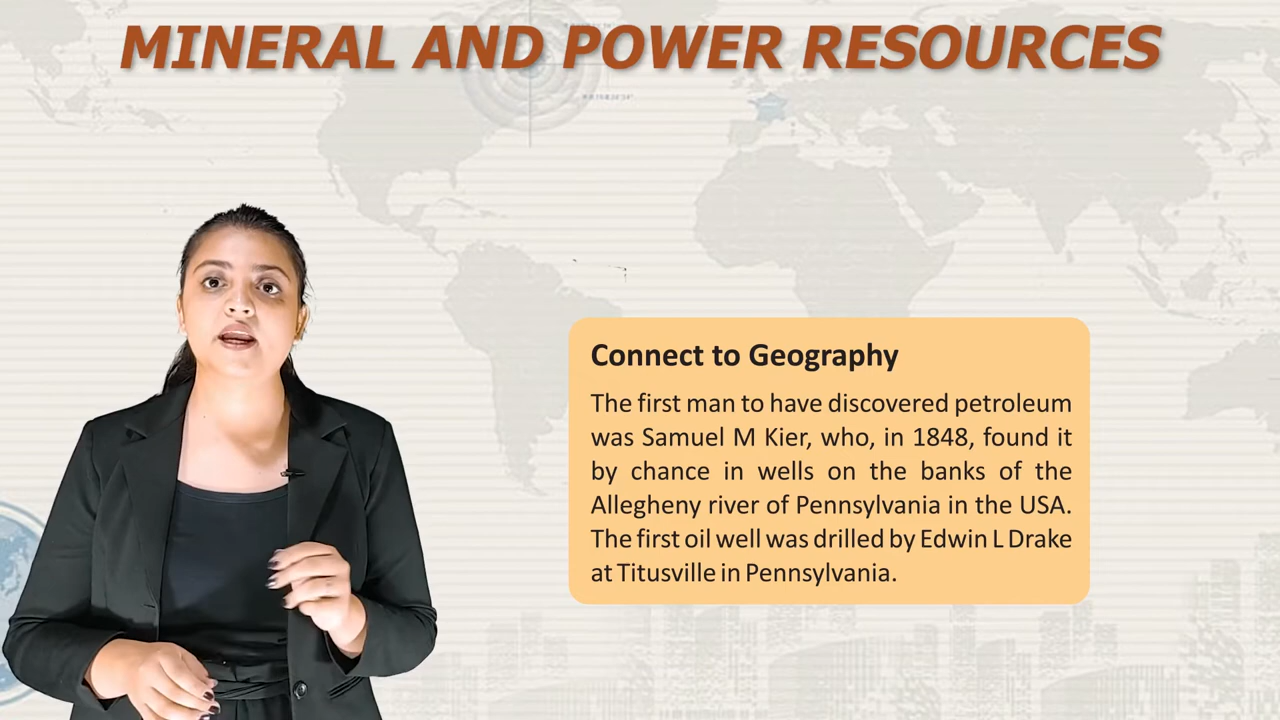 MINERAL AND POWER RESOURCES
Connect to Geography
The first man to have discovered petroleum
was Samuel M Kier, who, in 1848, found it
by chance in wells on the banks of the
Allegheny river of Pennsylvania in the USA.
The first oil well was drilled by Edwin L Drake
at Titusville in Pennsylvania.